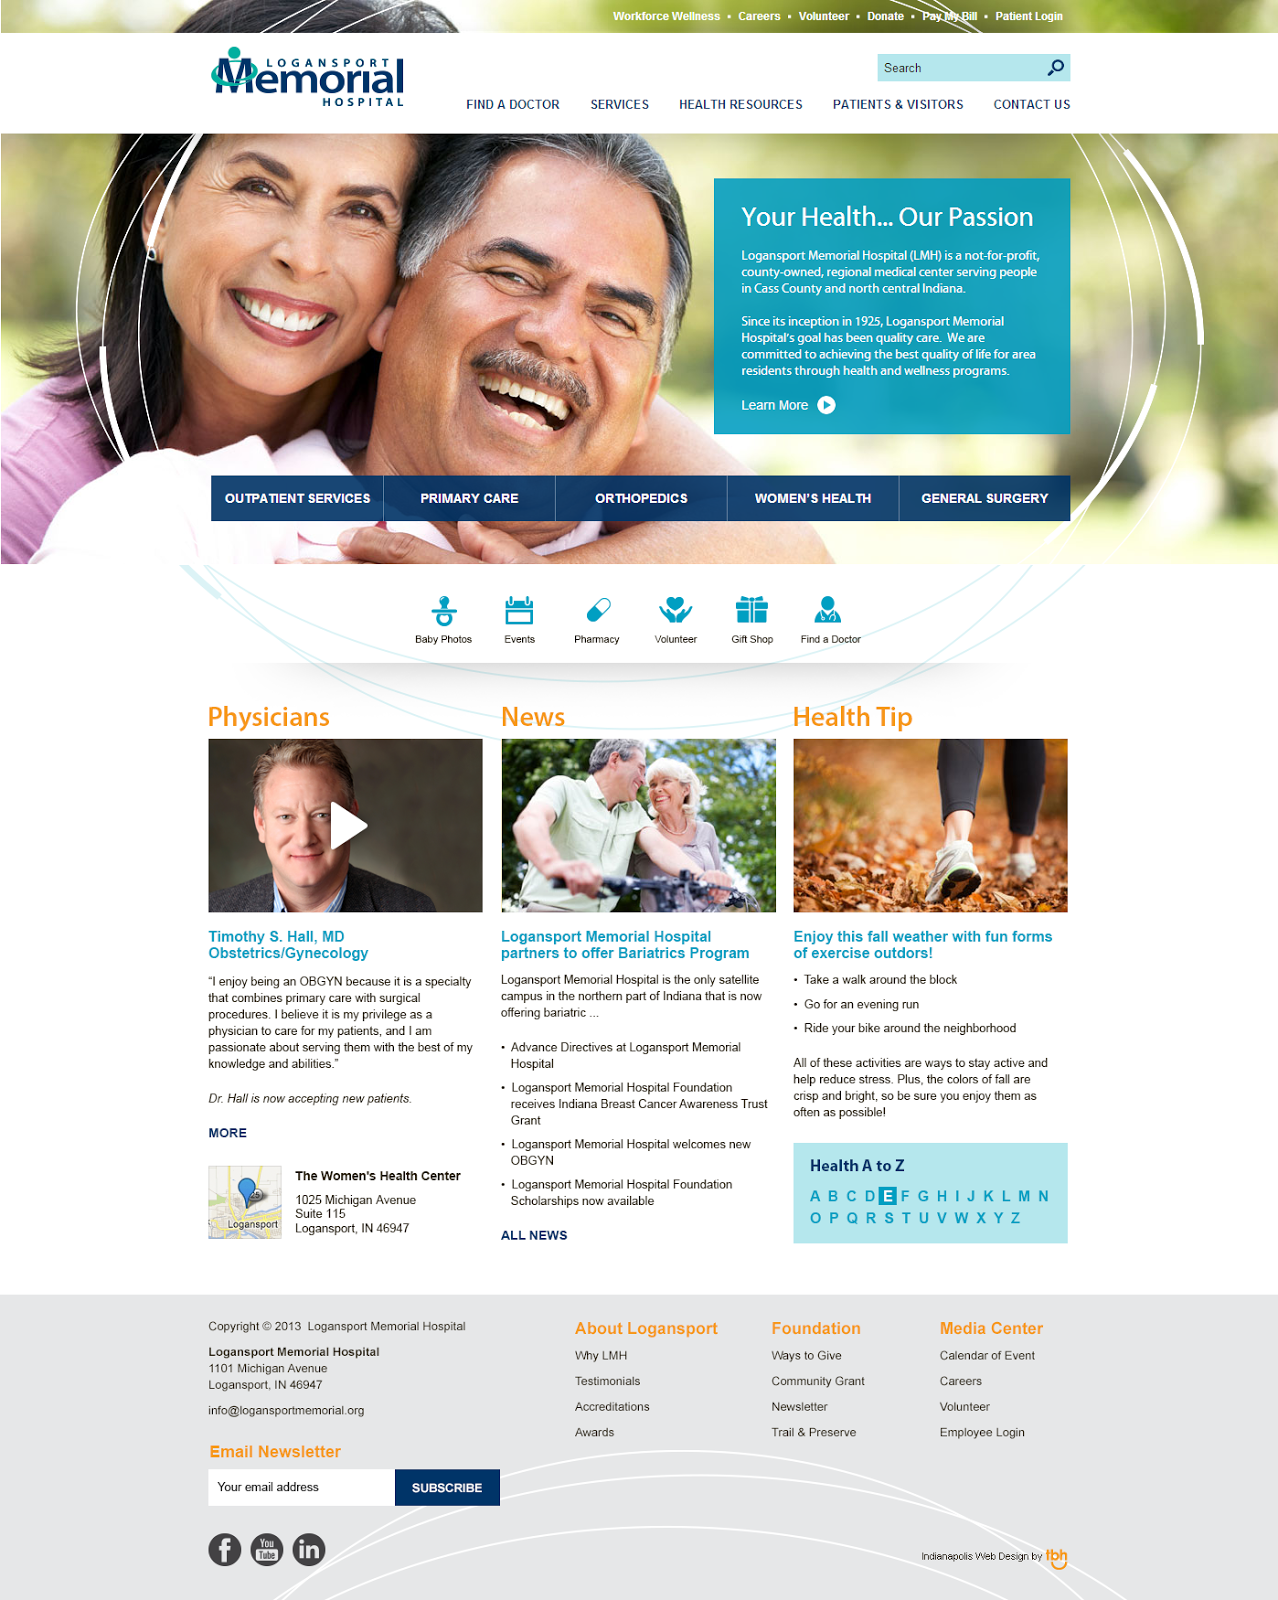 Workforce Wellness • Careers • Volunteer • Donate • Pay My Bill • Patient Login
LOGANSPORT
Memorial
HOSPITAL
Search
FIND A DOCTOR SERVICES HEALTH RESOURCES PATIENTS & VISITORS CONTACT US
Your Health... Our Passion
Logansport Memorial Hospital (LMH) is a not-for-profit,
county-owned, regional medical center serving people
in Cass County and north central Indiana.
Since its inception in 1925, Logansport Memorial
Hospital's goal has been quality care. We are
committed to achieving the best quality of life for area
residents through health and wellness programs.
Learn More
OUTPATIENT SERVICES PRIMARY CARE ORTHOPEDICS WOMEN'S HEALTH GENERAL SURGERY
Baby Photos Events Pharmacy Volunteer Gift Shop Find a Doctor
Physicians
Timothy S. Hall, MD
Obstetrics/Gynecology
“I enjoy being an OBGYN because it is a specialty
that combines primary care with surgical
procedures. I believe it is my privilege as a
physician to care for my patients, and I am
passionate about serving them with the best of my
knowledge and abilities.”
Dr. Hall is now accepting new patients.
MORE
25
Logansport
The Women's Health Center
1025 Michigan Avenue
Suite 115
Logansport, IN 46947
News
Logansport Memorial Hospital
partners to offer Bariatrics Program
Logansport Memorial Hospital is the only satellite
campus in the northern part of Indiana that is now
offering bariatric ...
• Advance Directives at Logansport Memorial
Hospital
• Logansport Memorial Hospital Foundation
receives Indiana Breast Cancer Awareness Trust
Grant
• Logansport Memorial Hospital welcomes new
OBGYN
• Logansport Memorial Hospital Foundation
Scholarships now available
ALL NEWS
Health Tip
Enjoy this fall weather with fun forms
of exercise outdors!
• Take a walk around the block
• Go for an evening run
• Ride your bike around the neighborhood
All of these activities are ways to stay active and
help reduce stress. Plus, the colors of fall are
crisp and bright, so be sure you enjoy them as
often as possible!
Health A to Z
A B C D E F G H I J K L M N
O P Q R S T U V W X Y Z
Copyright © 2013 Logansport Memorial Hospital
Logansport Memorial Hospital
1101 Michigan Avenue
Logansport, IN 46947
info@logansportmemorial.org
Email Newsletter
Your email address SUBSCRIBE
f You Tube in
About Logansport
Why LMH
Testimonials
Accreditations
Awards
Foundation
Ways to Give
Community Grant
Newsletter
Trail & Preserve
Media Center
Calendar of Event
Careers
Volunteer
Employee Login
Indianapolis Web Design by tbh